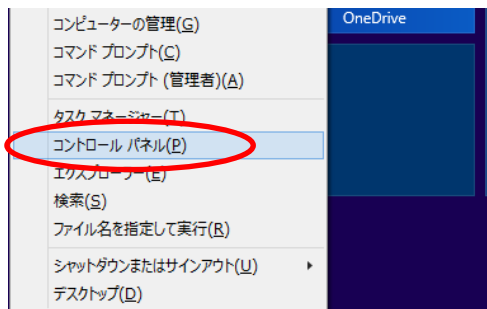 コンピューターの管理(G)
OneDrive
コマンド プロンプト(C)
コマンド プロンプト (管理者)(A)
タスク マネージャー(T)
コントロール パネル(P)
エクスプローラー(E)
検索(S)
ファイル名を指定して実行(R)
シャットダウンまたはサインアウト(U)
デスクトップ(D)